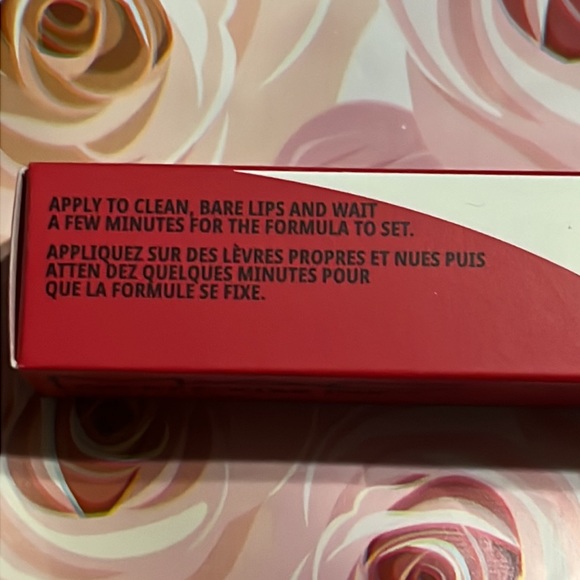 APPLY TO CLEAN, BARE LIPS AND WAIT
A FEW MINUTES FOR THE FORMULA TO SET.
APPLIQUEZ SUR DES LÈVRES PROPRES ET NUES PUIS
ATTEN DEZ QUELQUES MINUTES POUR
QUE LA FORMULE SE FIXE.